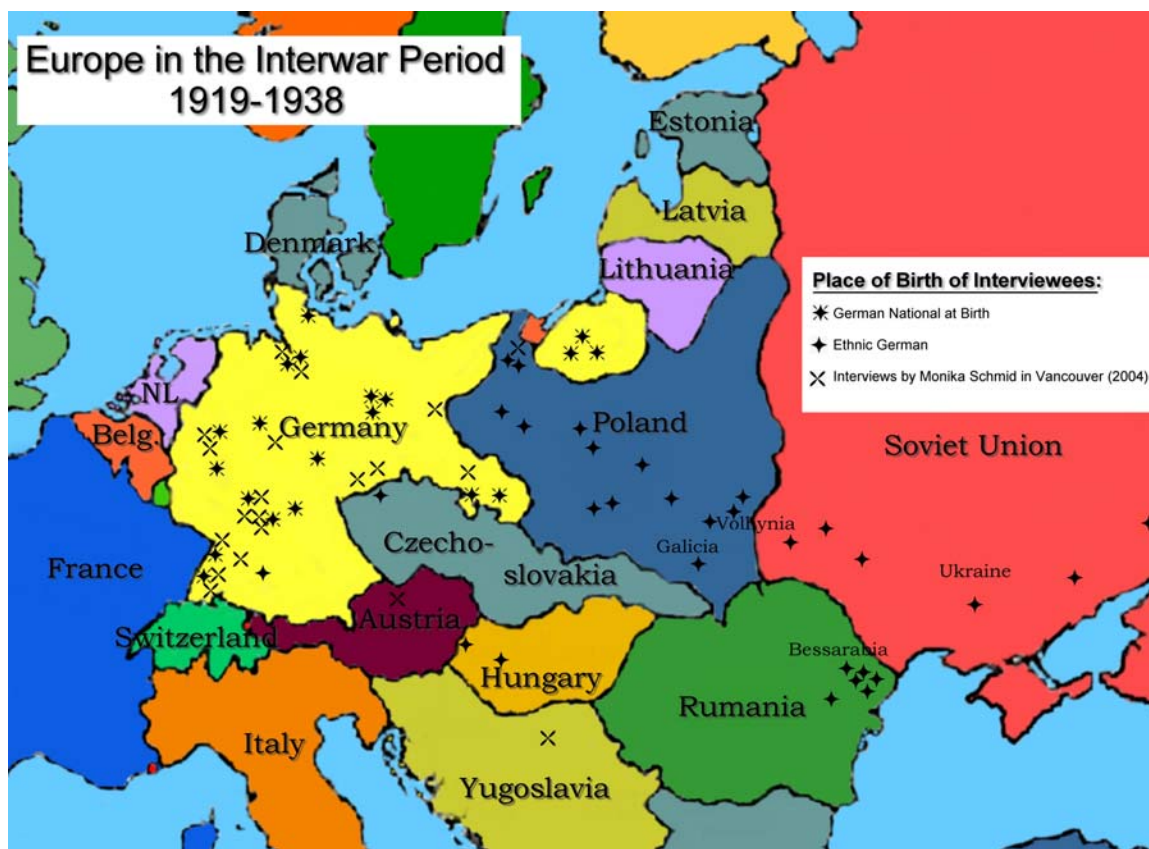 Europe in the Interwar Period
1919-1938
Estonia
Latvia
Denmark
Lithuania
Place of Birth of Interviewees:
German National at Birth
Ethnic German
Interviews by Monika Schmid in Vancouver (2004)
NL
Belg.
Germany
Poland
Soviet Union
Volhynia
Galicia
Czecho-
slovakia
Ukraine
France
Austria
Switzerland
Bessarabia
Hungary
Rumania
Italy
Yugoslavia